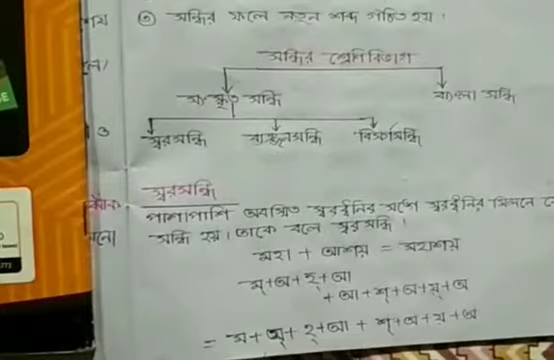 ③ সন্ধির ফলে নতুন শব্দ গঠিত হয়।
সন্ধির শ্রেণিবিভাগ
সংস্কৃত সন্ধি
বাংলা সন্ধি
স্বরসন্ধি ব্যঞ্জনসন্ধি বিসর্গসন্ধি
স্বরসন্ধি
পাশাপাশি অবস্থিত স্বরধ্বনির সঙ্গে স্বরধ্বনির মিলনে
সন্ধি হয়। তাকে বলে স্বরসন্ধি।
মহা + আশয় = মহাশয়
ম্+অ+হ্+আ
+ আ+শ্+অ+য়্+অ
= ম+অ+হ্+আ + শ্+অ+য়+অ